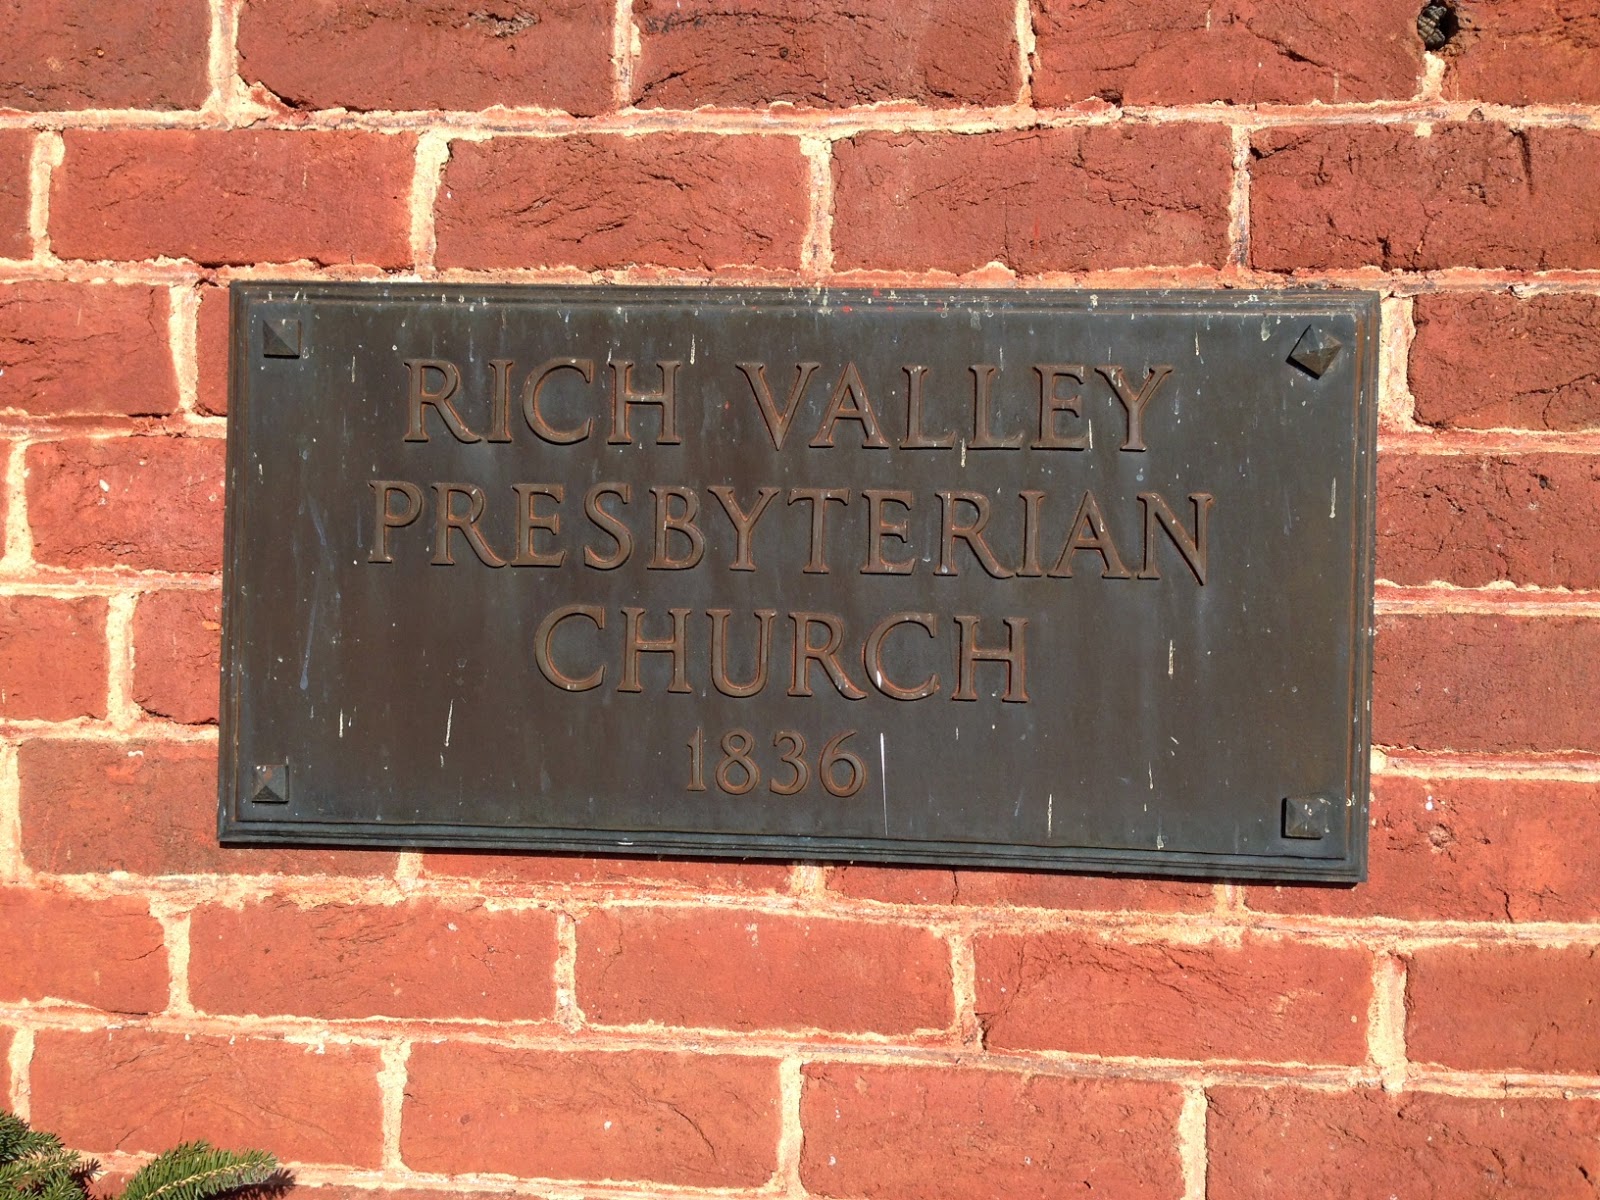 RICH VALLEY
PRESBYTERIAN
CHURCH
1836